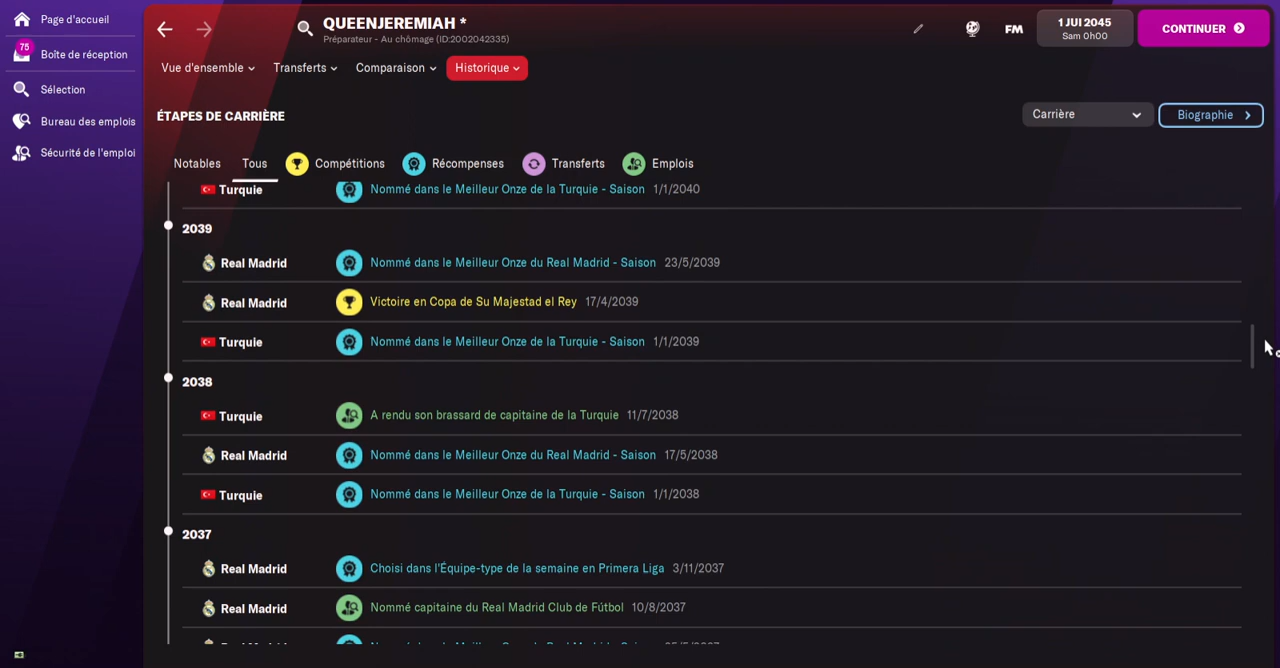 Page d'accueil
75
Boîte de réception
Sélection
Bureau des emplois
Sécurité de l'emploi
QUEENJEREMIAH *
Préparateur - Au chômage (ID:2002042335)
FM
1 JUI 2045
Sam 0h00
CONTINUER
Vue d'ensemble
Transferts
Comparaison
Historique
ÉTAPES DE CARRIÈRE
Carrière
Biographie
Notables
Tous
Compétitions
Récompenses
Transferts
Emplois
Turquie Nommé dans le Meilleur Onze de la Turquie - Saison 1/1/2040
2039
Real Madrid Nommé dans le Meilleur Onze du Real Madrid - Saison 23/5/2039
Real Madrid Victoire en Copa de Su Majestad el Rey 17/4/2039
Turquie Nommé dans le Meilleur Onze de la Turquie - Saison 1/1/2039
2038
Turquie A rendu son brassard de capitaine de la Turquie 11/7/2038
Real Madrid Nommé dans le Meilleur Onze du Real Madrid - Saison 17/5/2038
Turquie Nommé dans le Meilleur Onze de la Turquie - Saison 1/1/2038
2037
Real Madrid Choisi dans l'Équipe-type de la semaine en Primera Liga 3/11/2037
Real Madrid Nommé capitaine du Real Madrid Club de Fútbol 10/8/2037